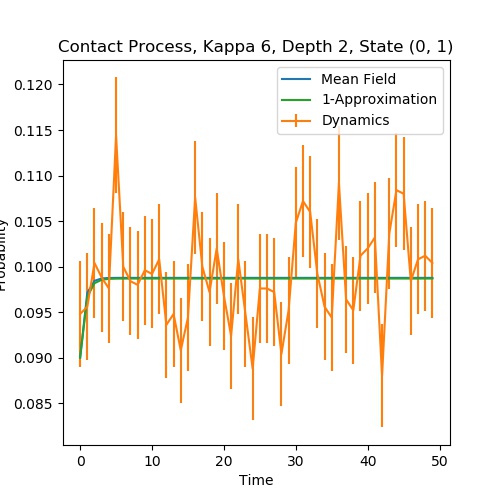 Contact Process, Kappa 6, Depth 2, State (0, 1)
Mean Field
1-Approximation
Dynamics
0.120
0.115
0.110
0.105
0.100
0.095
0.090
0.085
Probability
0 10 20 30 40 50
Time